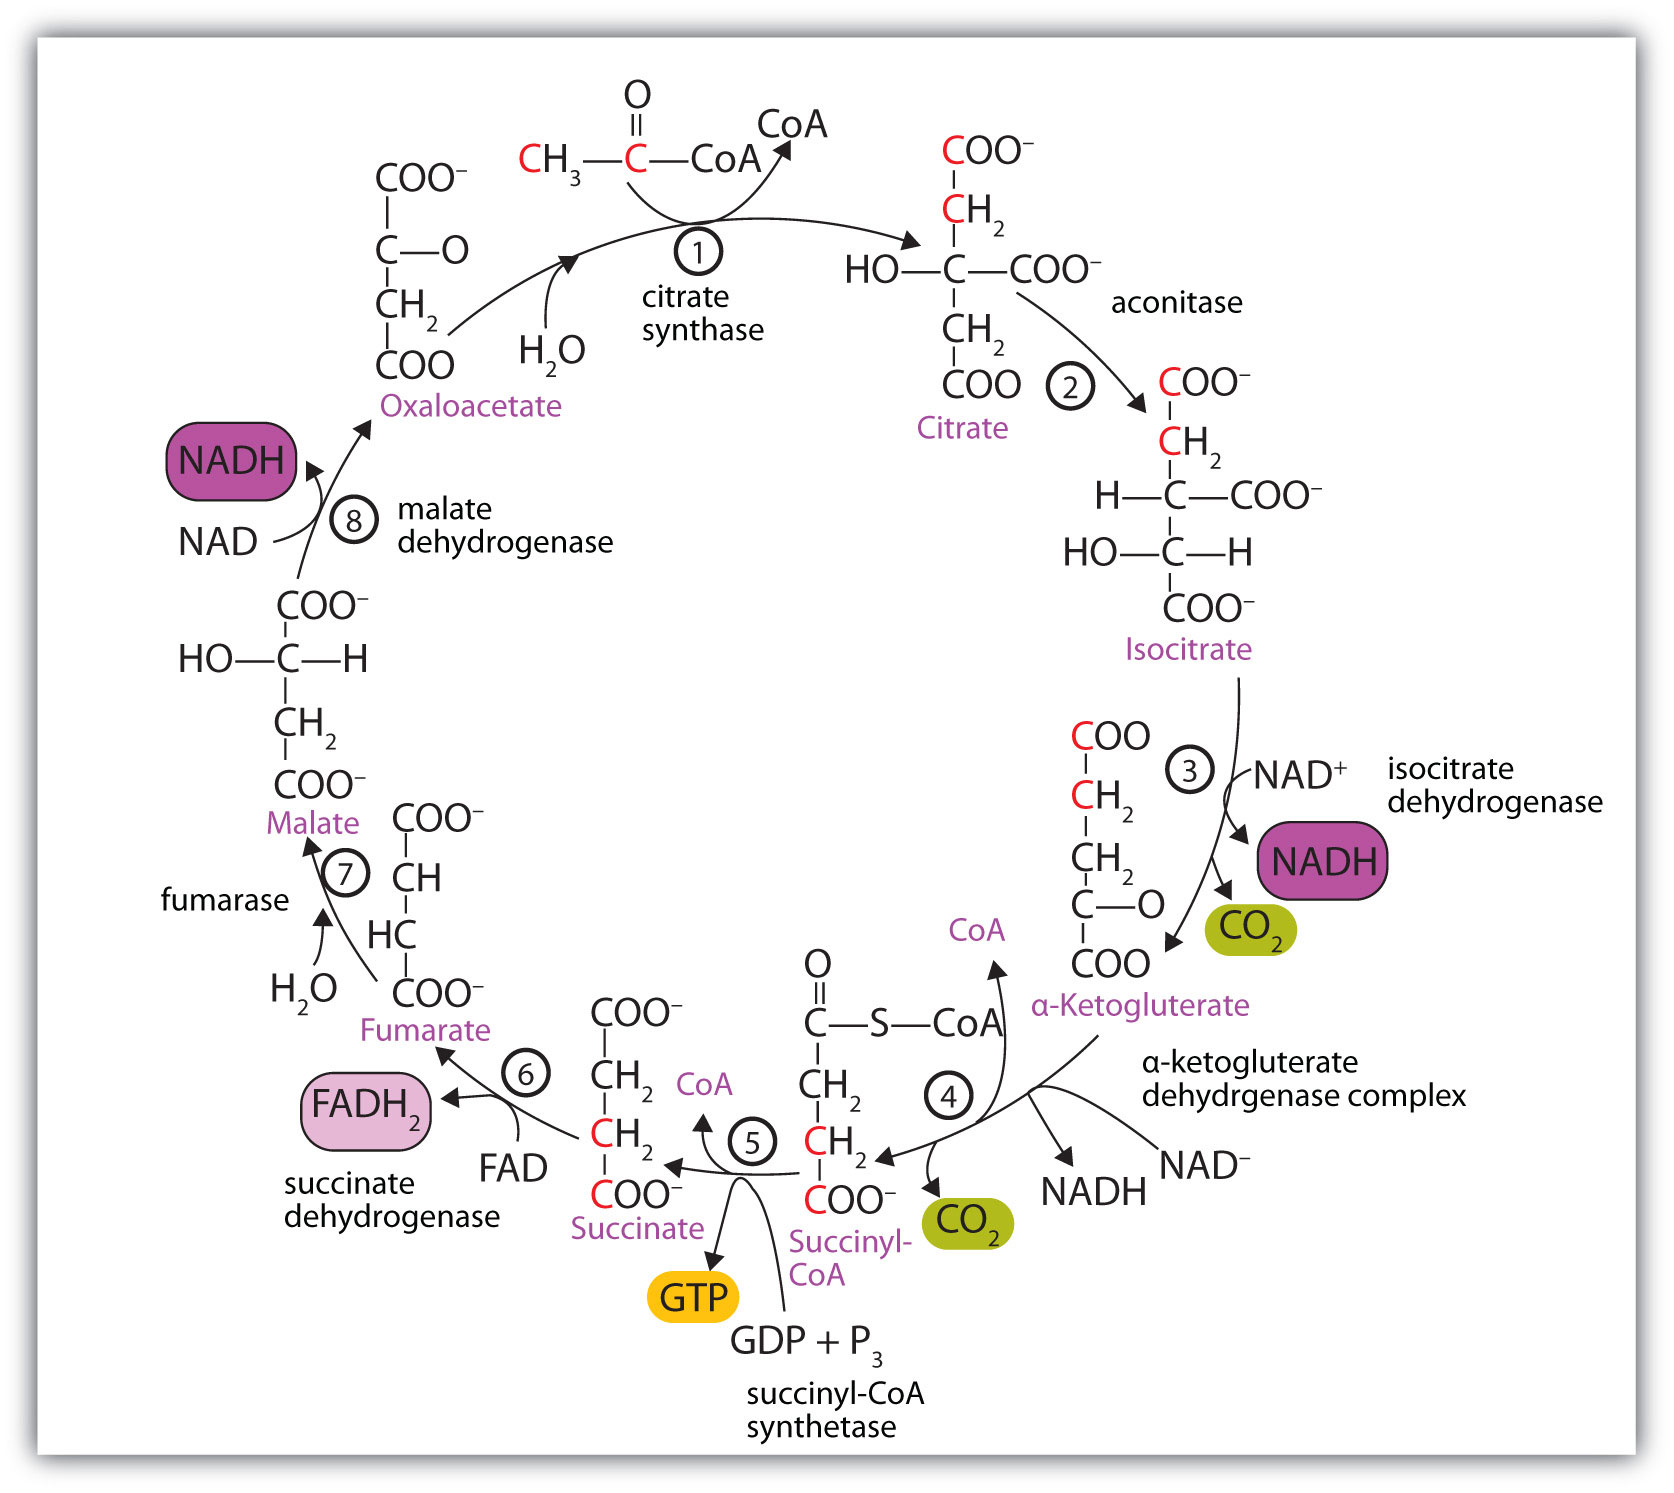 O
CH3—C—CoA
CoA
COO–
C—O
CH2
COO
Oxaloacetate
H2O
1
citrate
synthase
COO–
CH2
HO—C—COO–
CH2
COO
Citrate
aconitase
2
COO–
CH2
H—C—COO–
HO—C—H
COO–
Isocitrate
3
NAD+
isocitrate
dehydrogenase
NADH
CO2
COO
CH2
CH2
C—O
COO
α-Ketogluterate
α-ketogluterate
dehydrgenase complex
4
CoA
NAD–
NADH
CO2
O
C—S—CoA
CH2
CH2
COO–
Succinyl-
CoA
5
CoA
GTP
GDP + P3
succinyl-CoA
synthetase
COO–
CH2
CH2
COO–
Succinate
6
FAD
FADH2
succinate
dehydrogenase
COO–
CH
HC
COO–
Fumarate
7
fumarase
H2O
COO–
HO—C—H
CH2
COO–
Malate
8
malate
dehydrogenase
NAD
NADH